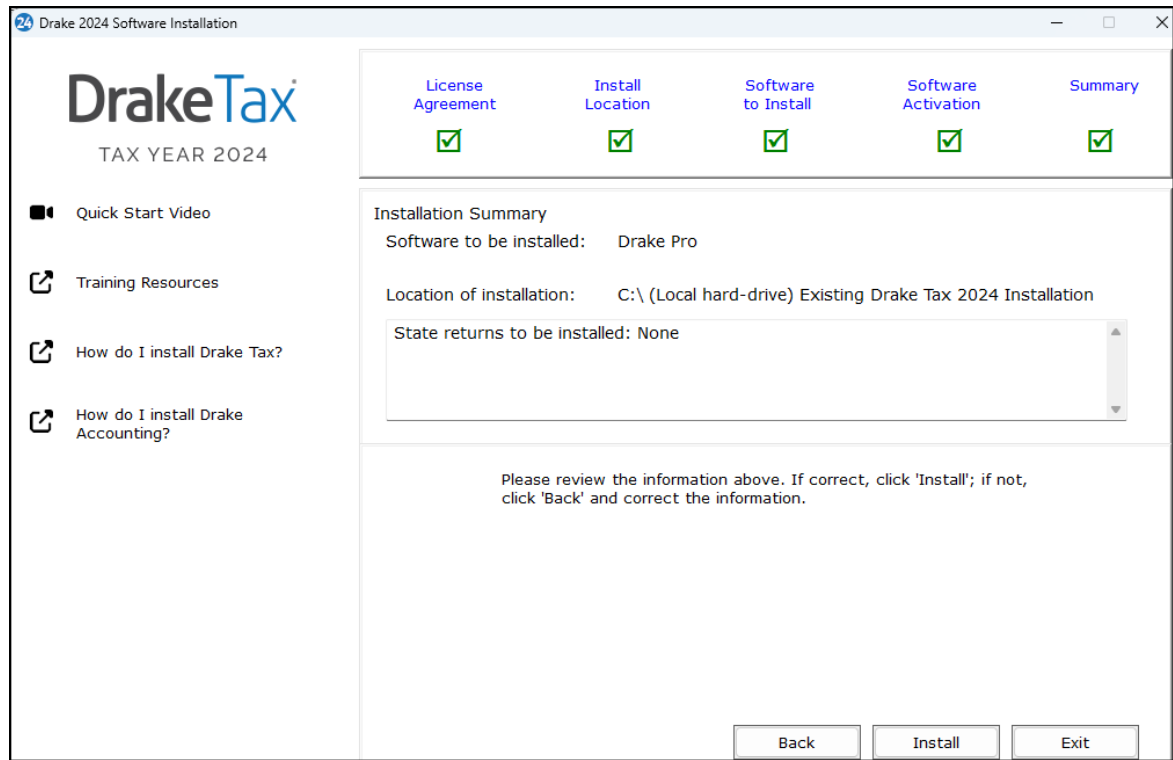 Drake 2024 Software Installation
DrakeTax
TAX YEAR 2024
Quick Start Video
Training Resources
How do I install Drake Tax?
How do I install Drake
Accounting?
License
Agreement
Install
Location
Software
to Install
Software
Activation
Summary
Installation Summary
Software to be installed: Drake Pro
Location of installation: C:\ (Local hard-drive) Existing Drake Tax 2024 Installation
State returns to be installed: None
Please review the information above. If correct, click 'Install'; if not,
click 'Back' and correct the information.
Back Install Exit